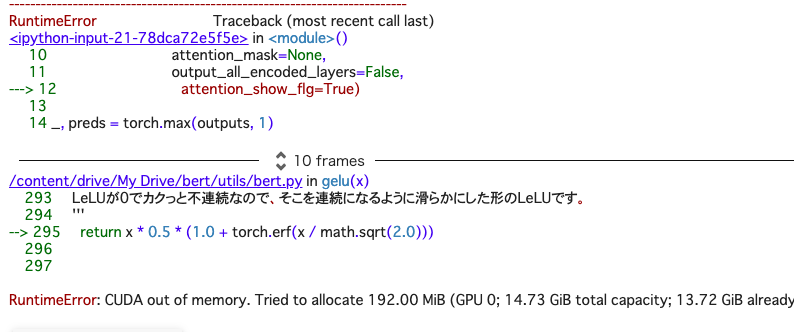 ---------------------------------------------------------------------------
RuntimeError Traceback (most recent call last)
<ipython-input-21-78dca72e5f5e> in <module>()
10 attention_mask=None,
11 output_all_encoded_layers=False,
---> 12 attention_show_flg=True)
13
14 _, preds = torch.max(outputs, 1)
10 frames
/content/drive/My Drive/bert/utils/bert.py in gelu(x)
293 LeLUが0でカクっと不連続なので、そこを連続になるように滑らかにした形のLeLUです。
294 '''
--> 295 return x * 0.5 * (1.0 + torch.erf(x / math.sqrt(2.0)))
296
297
RuntimeError: CUDA out of memory. Tried to allocate 192.00 MiB (GPU 0; 14.73 GiB total capacity; 13.72 GiB already